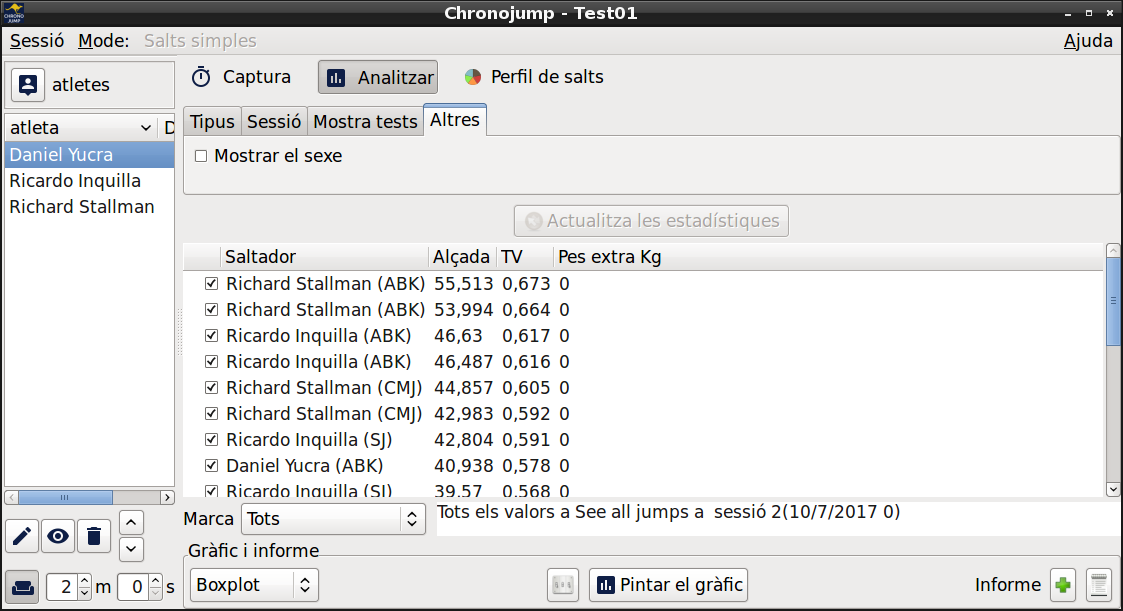 Chronojump - Test01
Sessió Mode: Salts simples Ajuda
atletes
Captura Analitzar Perfil de salts
Tipus Sessió Mostra tests Altres
Mostrar el sexe
atleta D
Daniel Yucra
Ricardo Inquilla
Richard Stallman
Actualitza les estadístiques
Saltador Alçada TV Pes extra Kg
Richard Stallman (ABK) 55,513 0,673 0
Richard Stallman (ABK) 53,994 0,664 0
Ricardo Inquilla (ABK) 46,63 0,617 0
Ricardo Inquilla (ABK) 46,487 0,616 0
Richard Stallman (CMJ) 44,857 0,605 0
Richard Stallman (CMJ) 42,983 0,592 0
Ricardo Inquilla (SJ) 42,804 0,591 0
Daniel Yucra (ABK) 40,938 0,578 0
Ricardo Inquilla (SJ) 39,57 0,568 0
Marca Tots
Tots els valors a See all jumps a sessió 2(10/7/2017 0)
Gràfic i informe
Boxplot Pintar el gràfic Informe
2 m 0 s